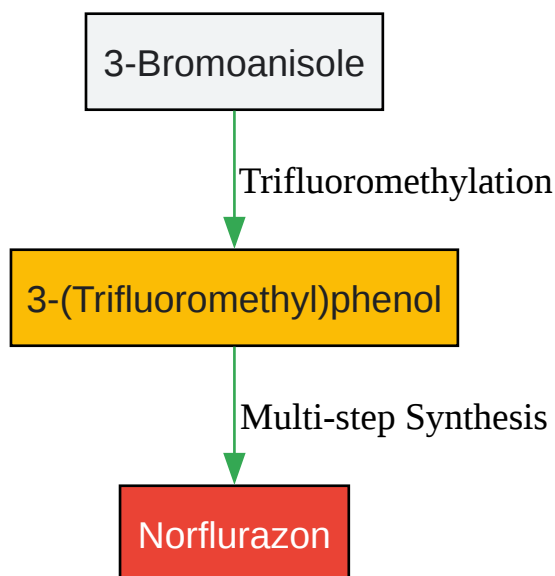 3-Bromoanisole
Trifluoromethylation
3-(Trifluoromethyl)phenol
Multi-step Synthesis
Norflurazon